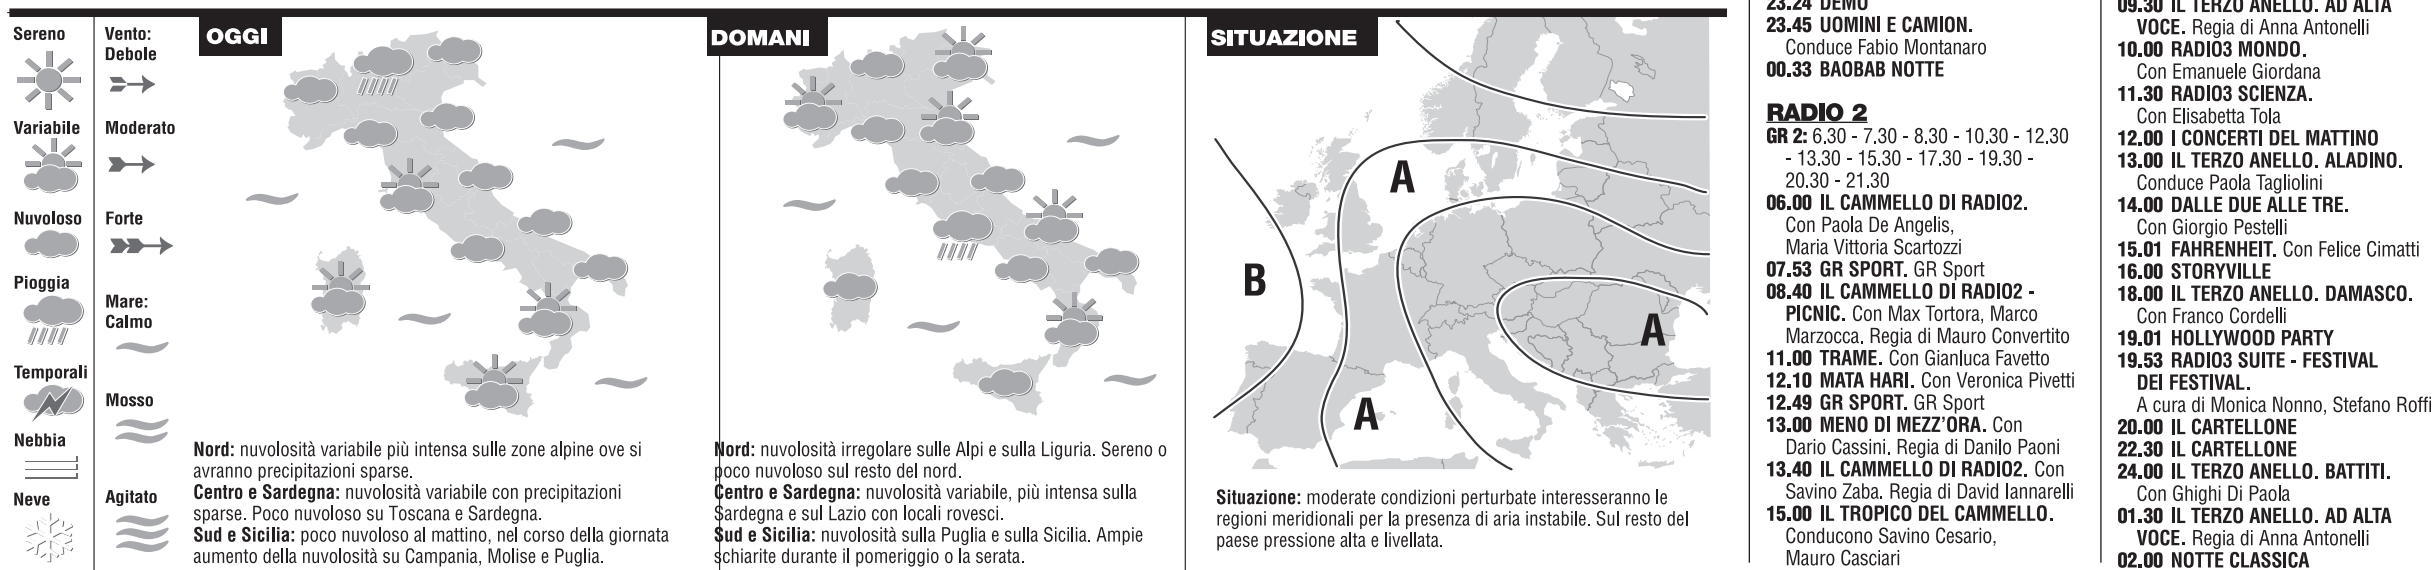 Sereno
Variabile
Nuvoloso
Pioggia
Temporali
Nebbia
Neve
Vento:
Debole
Moderato
Forte
Mare:
Calmo
Mosso
Agitato
OGGI
Nord: nuvolosità variabile più intensa sulle zone alpine ove si
avranno precipitazioni sparse.
Centro e Sardegna: nuvolosità variabile con precipitazioni
sparse. Poco nuvoloso su Toscana e Sardegna.
Sud e Sicilia: poco nuvoloso al mattino, nel corso della giornata
aumento della nuvolosità su Campania, Molise e Puglia.
DOMANI
Nord: nuvolosità irregolare sulle Alpi e sulla Liguria. Sereno o
poco nuvoloso sul resto del nord.
Centro e Sardegna: nuvolosità variabile, più intensa sulla
Sardegna e sul Lazio con locali rovesci.
Sud e Sicilia: nuvolosità sulla Puglia e sulla Sicilia. Ampie
schiarite durante il pomeriggio o la serata.
SITUAZIONE
A
B
A
A
Situazione: moderate condizioni perturbate interesseranno le
regioni meridionali per la presenza di aria instabile. Sul resto del
paese pressione alta e livellata.
23.24 DEMO
23.45 UOMINI E CAMION.
Conduce Fabio Montanaro
00.33 BAOBAB NOTTE
RADIO 2
GR 2: 6.30 - 7.30 - 8.30 - 10.30 - 12.30
- 13.30 - 15.30 - 17.30 - 19.30 -
20.30 - 21.30
06.00 IL CAMMELLO DI RADIO2.
Con Paola De Angelis,
Maria Vittoria Scartozzi
07.53 GR SPORT. GR Sport
08.40 IL CAMMELLO DI RADIO2 -
PICNIC. Con Max Tortora, Marco
Marzocca. Regia di Mauro Convertito
11.00 TRAME. Con Gianluca Favetto
12.10 MATA HARI. Con Veronica Pivetti
12.49 GR SPORT. GR Sport
13.00 MENO DI MEZZ'ORA. Con
Dario Cassini. Regia di Danilo Paoni
13.40 IL CAMMELLO DI RADIO2. Con
Savino Zaba. Regia di David Iannarelli
15.00 IL TROPICO DEL CAMMELLO.
Conducono Savino Cesario,
Mauro Casciari
09.30 IL TERZO ANELLO. AD ALTA
VOCE. Regia di Anna Antonelli
10.00 RADIO3 MONDO.
Con Emanuele Giordana
11.30 RADIO3 SCIENZA.
Con Elisabetta Tola
12.00 I CONCERTI DEL MATTINO
13.00 IL TERZO ANELLO. ALADINO.
Conduce Paola Tagliolini
14.00 DALLE DUE ALLE TRE.
Con Giorgio Pestelli
15.01 FAHRENHEIT. Con Felice Cimatti
16.00 STORYVILLE
18.00 IL TERZO ANELLO. DAMASCO.
Con Franco Cordelli
19.01 HOLLYWOOD PARTY
19.53 RADIO3 SUITE - FESTIVAL
DEI FESTIVAL.
A cura di Monica Nonno, Stefano Roffi
20.00 IL CARTELLONE
22.30 IL CARTELLONE
24.00 IL TERZO ANELLO. BATTITI.
Con Ghighi Di Paola
01.30 IL TERZO ANELLO. AD ALTA
VOCE. Regia di Anna Antonelli
02.00 NOTTE CLASSICA